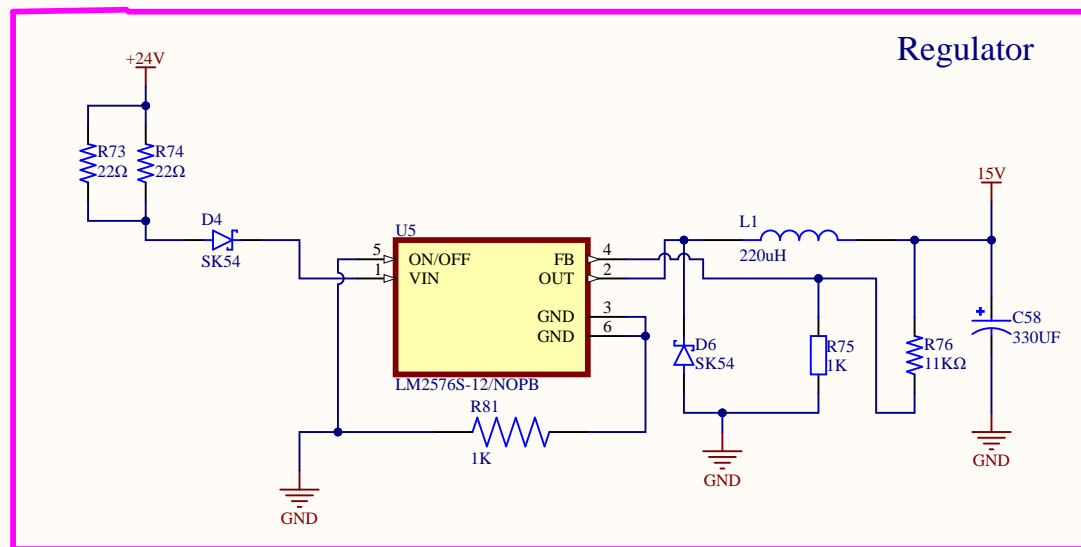 Regulator
+24V
R73
22Ω
R74
22Ω
D4
SK54
U5
5
ON/OFF
1
VIN
FB
4
OUT
2
GND
3
GND
6
LM2576S-12/NOPB
R81
1K
GND
L1
220uH
D6
SK54
GND
R75
1K
R76
11KΩ
15V
+
C58
330UF
GND